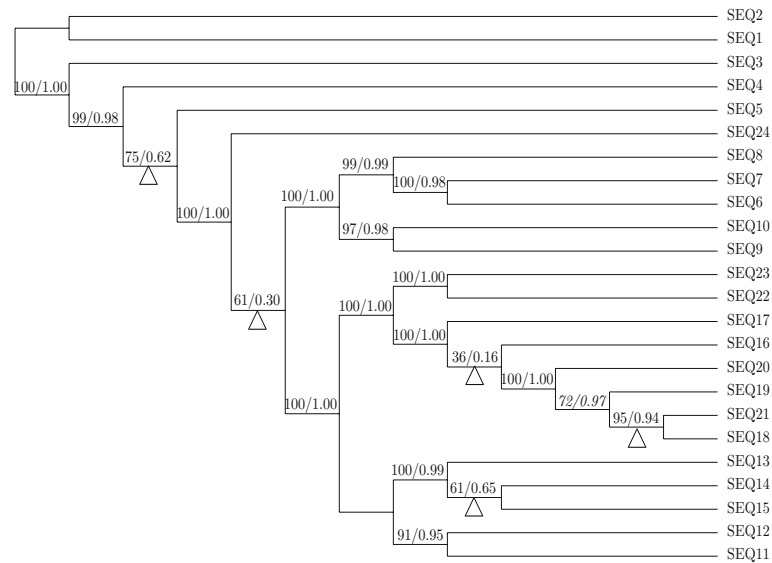 SEQ2
SEQ1
SEQ3
100/1.00
SEQ4
99/0.98
SEQ5
75/0.62
SEQ24
100/1.00
SEQ8
99/0.99
SEQ7
100/0.98
SEQ6
100/1.00
SEQ10
97/0.98
SEQ9
61/0.30
SEQ23
100/1.00
SEQ22
100/1.00
SEQ17
100/1.00
SEQ16
36/0.16
SEQ20
100/1.00
SEQ19
72/0.97
SEQ21
95/0.94
SEQ18
100/1.00
SEQ13
100/0.99
SEQ14
61/0.65
SEQ15
SEQ12
91/0.95
SEQ11